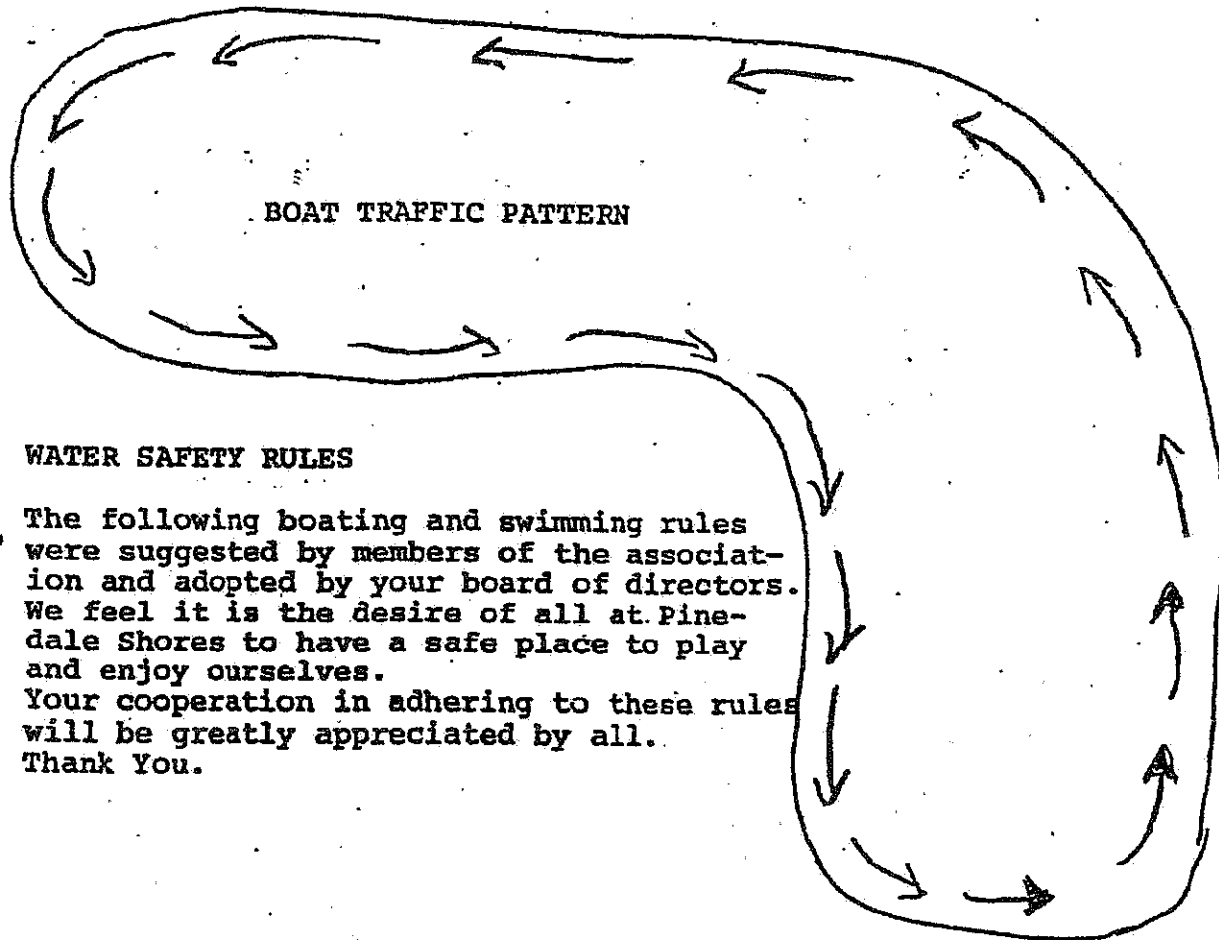 BOAT TRAFFIC PATTERN
WATER SAFETY RULES
The following boating and swimming rules
were suggested by members of the associat-
ion and adopted by your board of directors.
We feel it is the desire of all at Pine-
dale Shores to have a safe place to play
and enjoy ourselves.
Your cooperation in adhering to these rules
will be greatly appreciated by all.
Thank You.